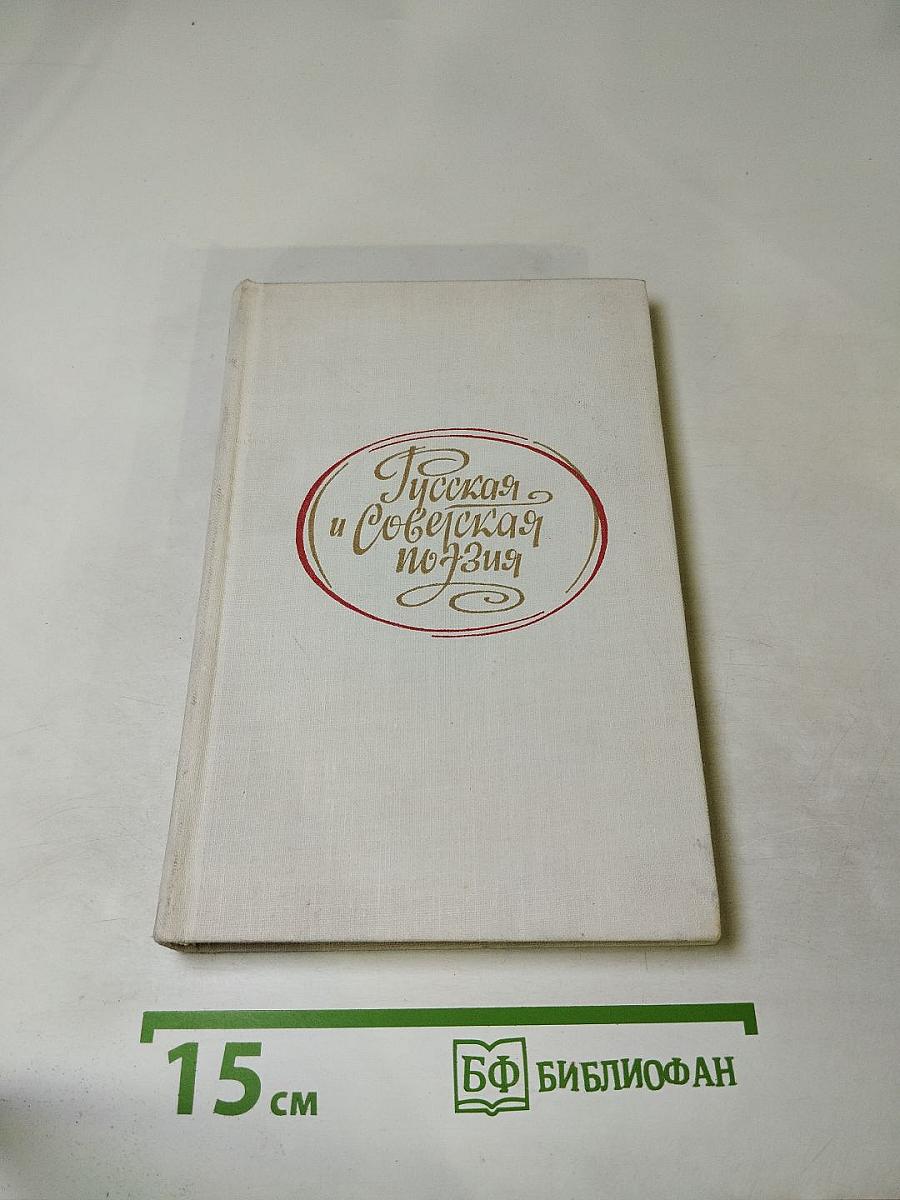 Русская
и Советская
поэзия
15 см
БФ БИБЛИОФАН